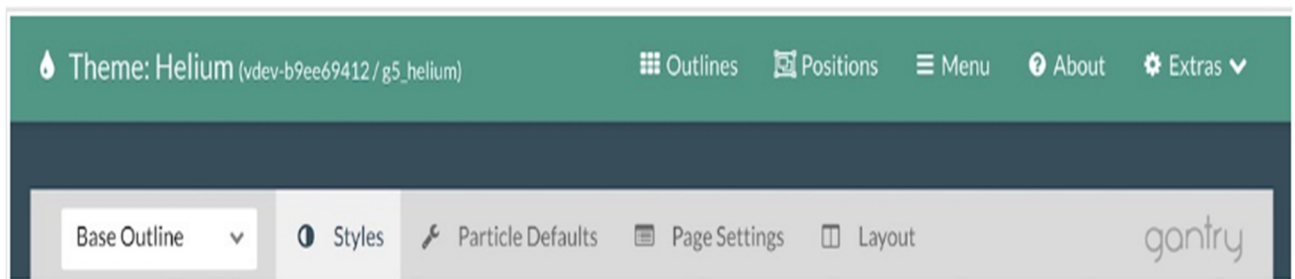 Theme: Helium (vdev-b9ee69412 / g5_helium) Outlines Positions Menu About Extras
Base Outline Styles Particle Defaults Page Settings Layout gantry